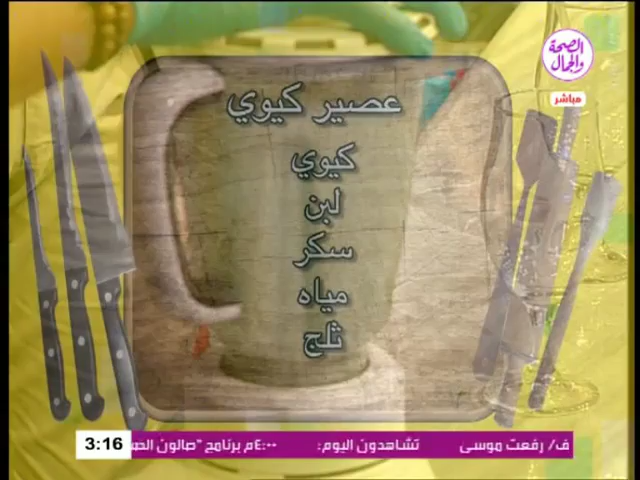 الصحة
والجمال
مباشر
عصير كيوي
كيوي
لبن
سكر
مياه
ثلج
ف/ رفعت موسى تشاهدون اليوم: ٤:٠٠م برنامج "صالون
3:16